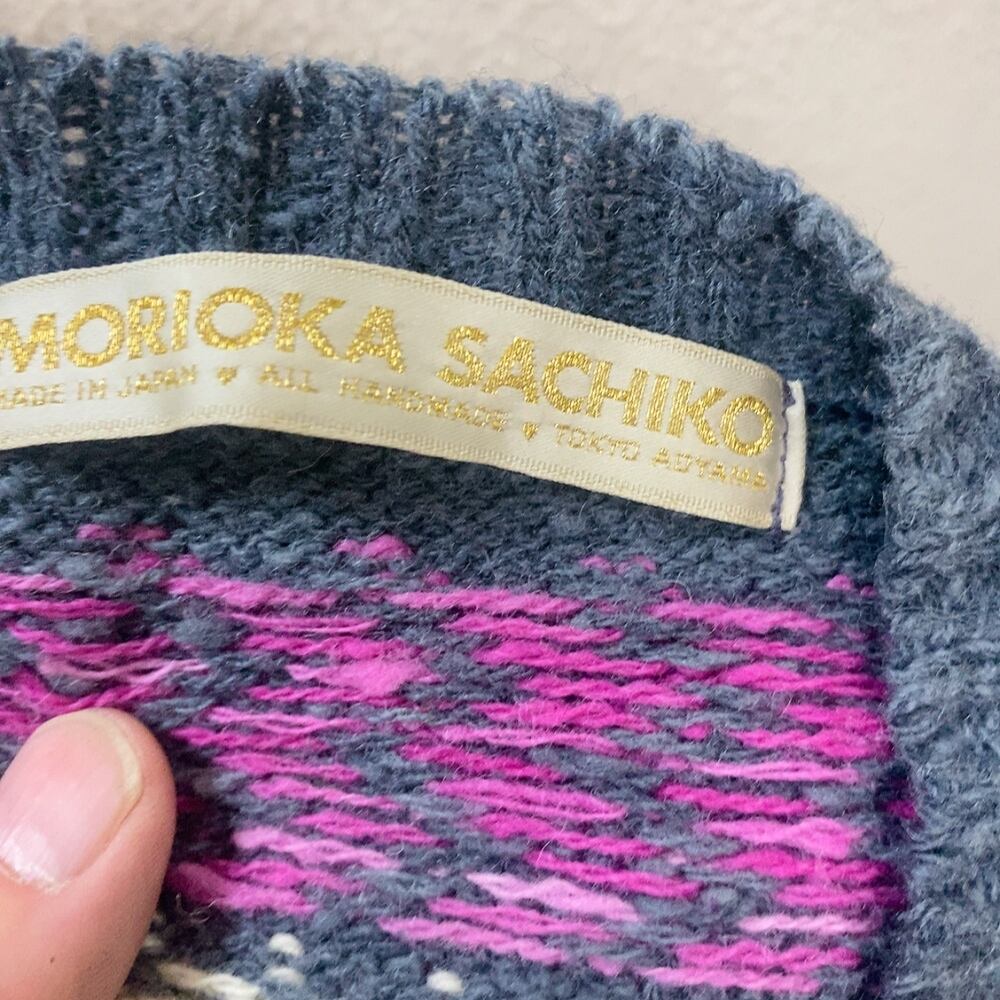 MORIOKA SACHIKO
MADE IN JAPAN ♥ ALL HANDMADE ♥ TOKYO AOYAMA